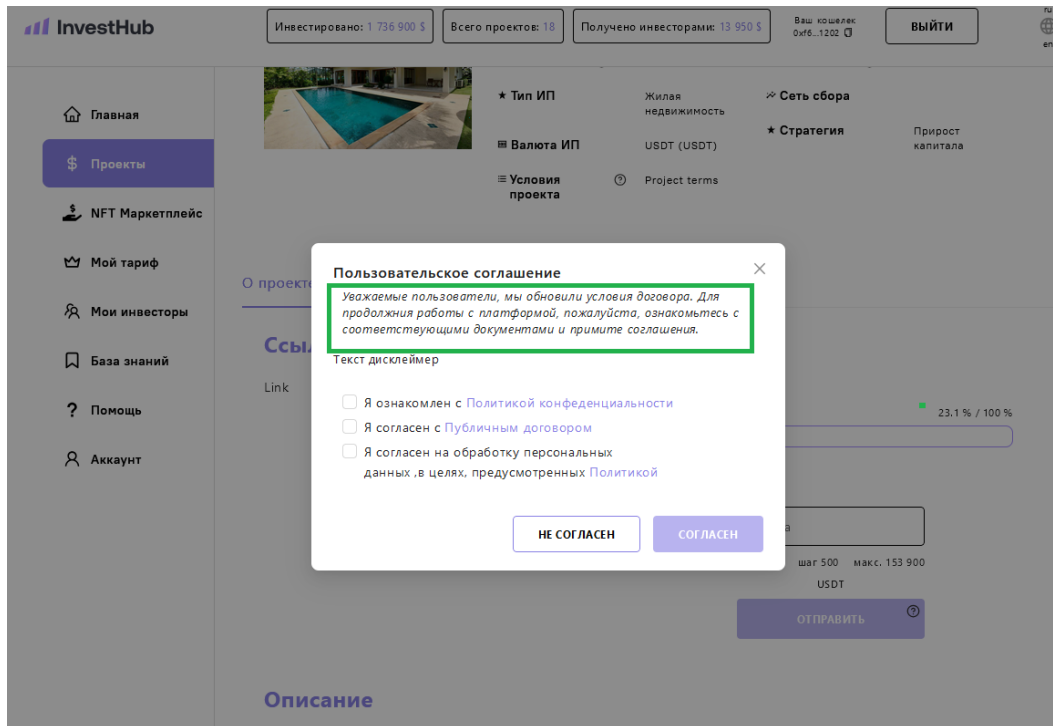 InvestHub
Инвестировано: 1 736 900 $
Всего проектов: 18
Получено инвесторами: 13 950 $
Ваш кошелек
0xf6...1202
ВЫЙТИ
ru
en
Главная
Проекты
NFT Маркетплейс
Мой тариф
Мои инвесторы
База знаний
Помощь
Аккаунт
Тип ИП
Жилая
недвижимость
Сеть сбора
Стратегия
Прирост
капитала
Валюта ИП
USDT (USDT)
Условия
проекта
Project terms
О проекте
Link
Пользовательское соглашение
Уважаемые пользователи, мы обновили условия договора. Для
продолжния работы с платформой, пожалуйста, ознакомьтесь с
соответствующими документами и примите соглашения.
Текст дисклеймер
Я ознакомлен с Политикой конфеденциальности
Я согласен с Публичным договором
Я согласен на обработку персональных
данных ,в целях, предусмотренных Политикой
НЕ СОГЛАСЕН
СОГЛАСЕН
23.1 % / 100 %
шаг 500 макс. 153 900
USDT
ОТПРАВИТЬ
Описание